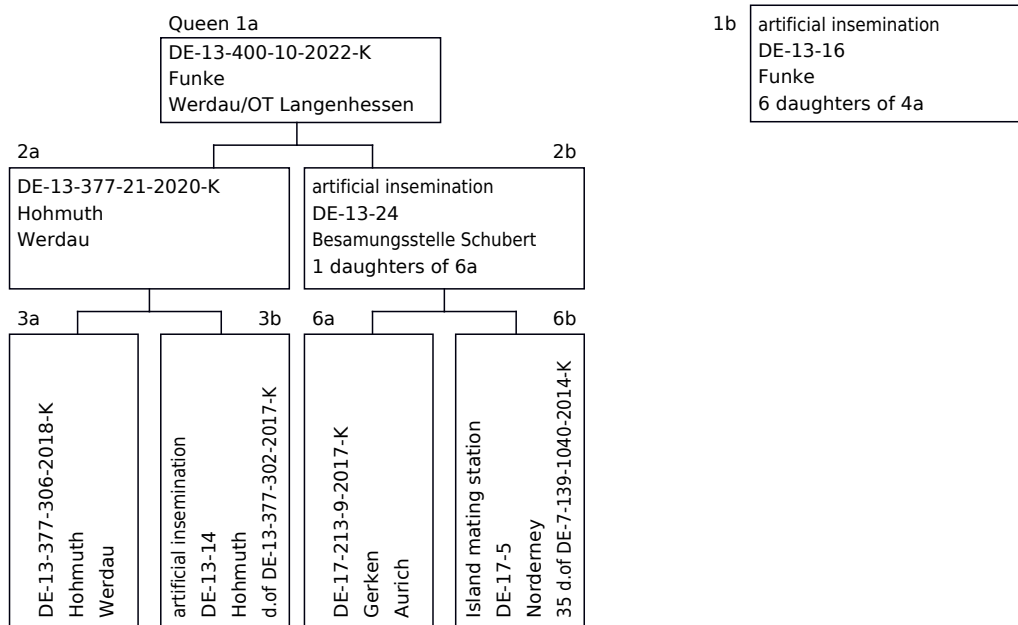 Queen 1a
DE-13-400-10-2022-K
Funke
Werdau/OT Langenhessen
1b
artificial insemination
DE-13-16
Funke
6 daughters of 4a
2a
DE-13-377-21-2020-K
Hohmuth
Werdau
2b
artificial insemination
DE-13-24
Besamungsstelle Schubert
1 daughters of 6a
3a
DE-13-377-306-2018-K
Hohmuth
Werdau
3b
artificial insemination
DE-13-14
Hohmuth
d.of DE-13-377-302-2017-K
6a
DE-17-213-9-2017-K
Gerken
Aurich
6b
Island mating station
DE-17-5
Norderney
35 d.of DE-7-139-1040-2014-K